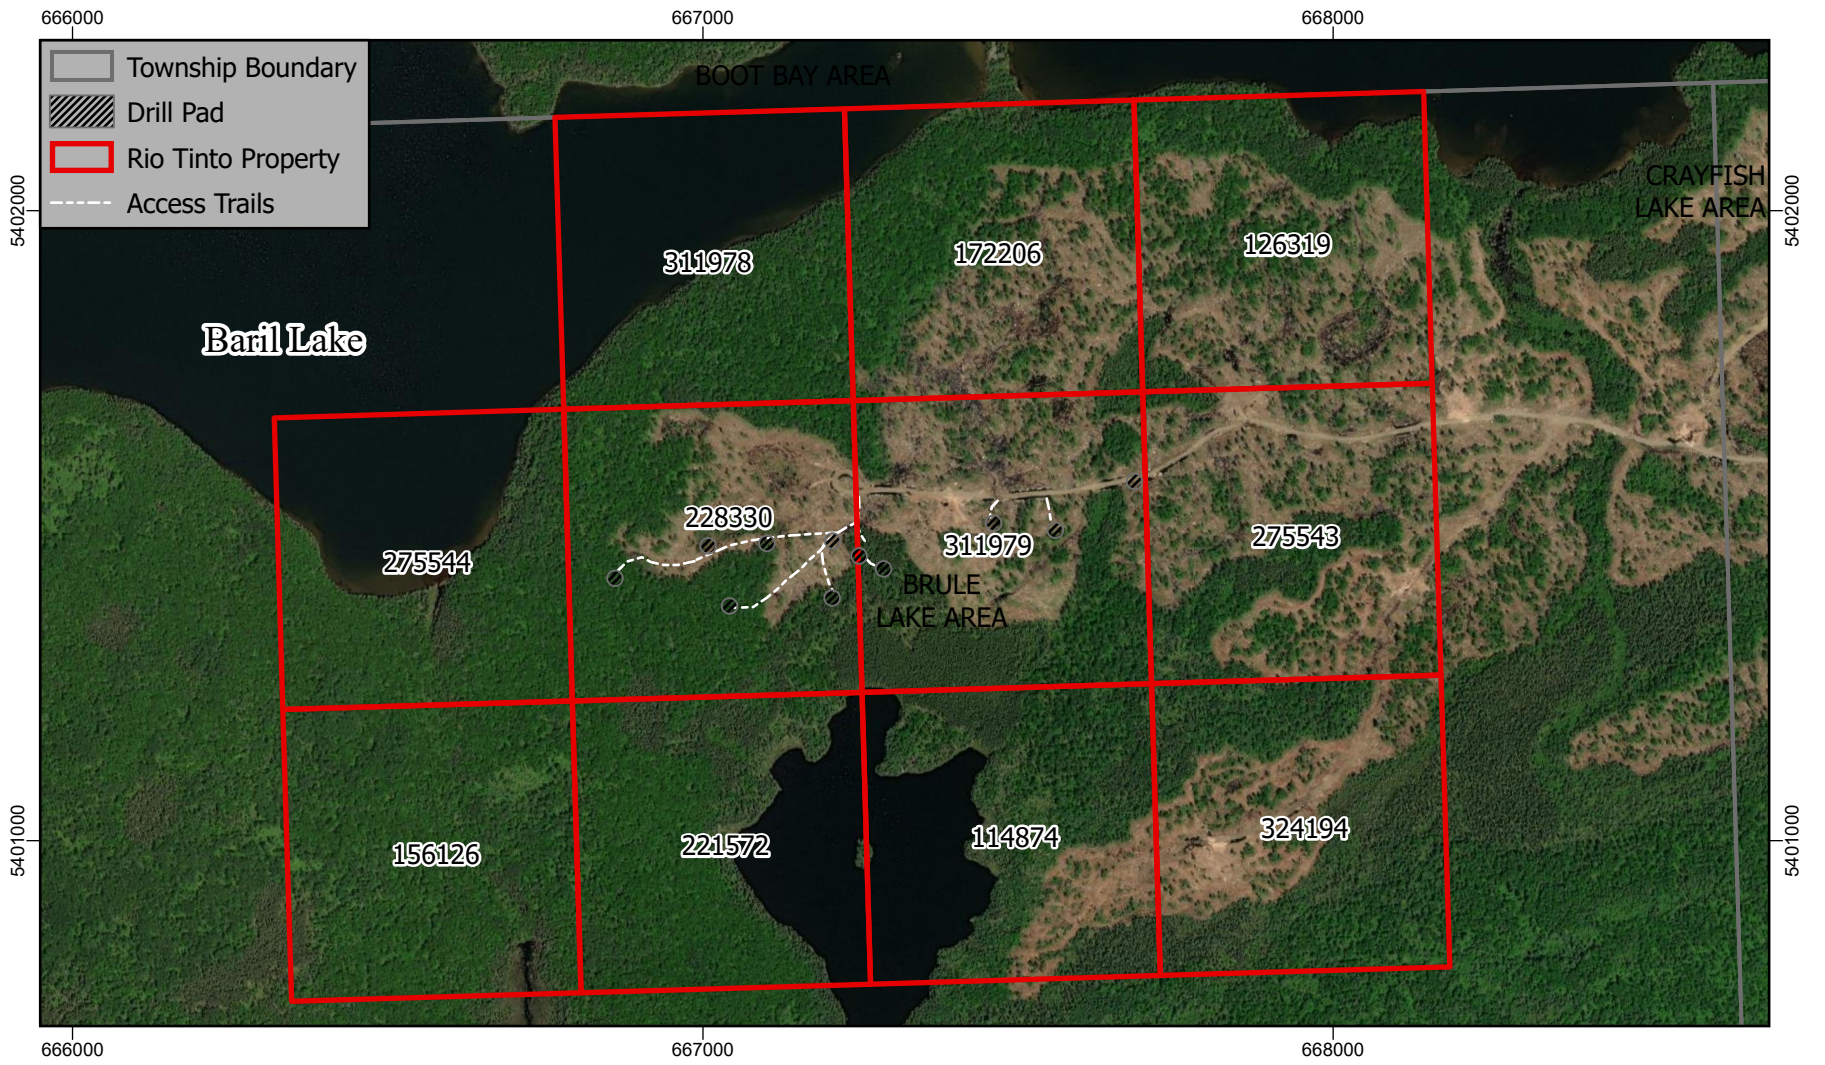 666000
667000
668000
Township Boundary
Drill Pad
Rio Tinto Property
Access Trails
BOOT BAY AREA
CRAYFISH
LAKE AREA
5402000
5402000
311978
172206
126319
Baril Lake
228330
275544
311979
275543
BRULE
LAKE AREA
5401000
5401000
156126
221572
114874
324194
666000
667000
668000